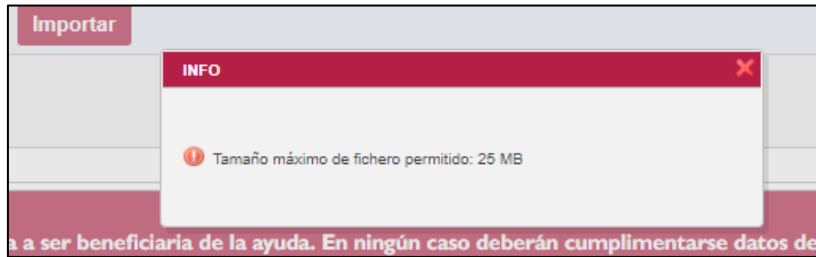 Importar
INFO
Tamaño máximo de fichero permitido: 25 MB
a ser beneficiaria de la ayuda. En ningún caso deberán cumplimentarse datos de